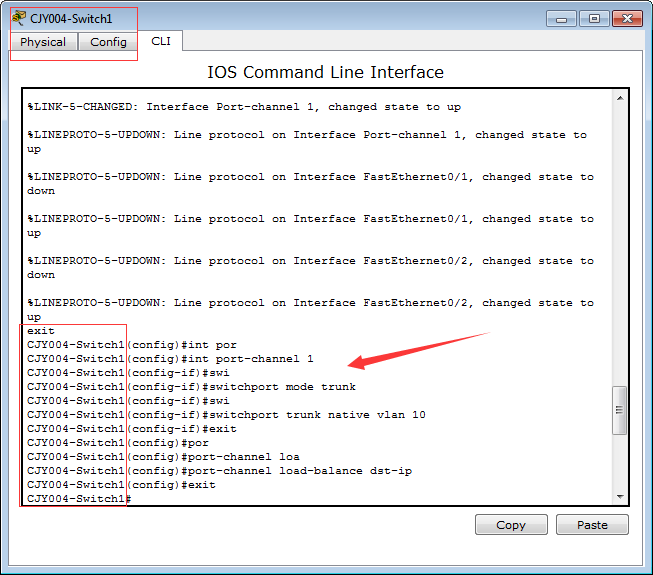 CJY004-Switch1
Physical Config CLI
IOS Command Line Interface
%LINK-5-CHANGED: Interface Port-channel 1, changed state to up
%LINEPROTO-5-UPDOWN: Line protocol on Interface Port-channel 1, changed state to
up
%LINEPROTO-5-UPDOWN: Line protocol on Interface FastEthernet0/1, changed state to
down
%LINEPROTO-5-UPDOWN: Line protocol on Interface FastEthernet0/1, changed state to
up
%LINEPROTO-5-UPDOWN: Line protocol on Interface FastEthernet0/2, changed state to
down
%LINEPROTO-5-UPDOWN: Line protocol on Interface FastEthernet0/2, changed state to
up
exit
CJY004-Switch1(config)#int por
CJY004-Switch1(config)#int port-channel 1
CJY004-Switch1(config-if)#swi
CJY004-Switch1(config-if)#switchport mode trunk
CJY004-Switch1(config-if)#swi
CJY004-Switch1(config-if)#switchport trunk native vlan 10
CJY004-Switch1(config-if)#exit
CJY004-Switch1(config)#por
CJY004-Switch1(config)#port-channel loa
CJY004-Switch1(config)#port-channel load-balance dst-ip
CJY004-Switch1(config)#exit
CJY004-Switch1#
Copy Paste